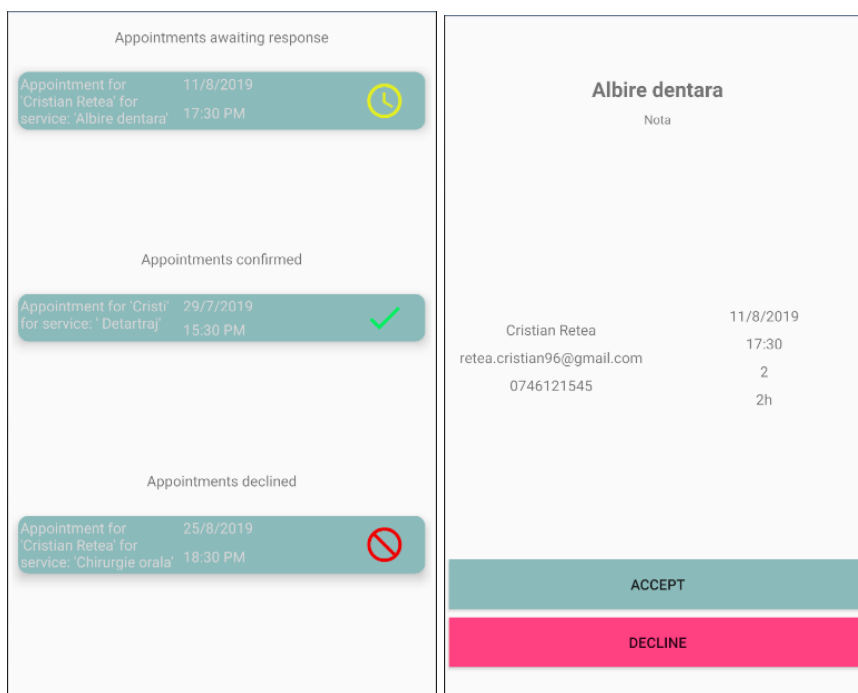 Appointments awaiting response
Appointment for
'Cristian Retea' for
service: 'Albire dentara'
11/8/2019
17:30 PM
Appointments confirmed
Appointment for 'Cristi'
for service: ' Detartraj'
29/7/2019
15:30 PM
Appointments declined
Appointment for
'Cristian Retea' for
service: 'Chirurgie orala'
25/8/2019
18:30 PM
Albire dentara
Nota
Cristian Retea
retea.cristian96@gmail.com
0746121545
11/8/2019
17:30
2
2h
ACCEPT
DECLINE